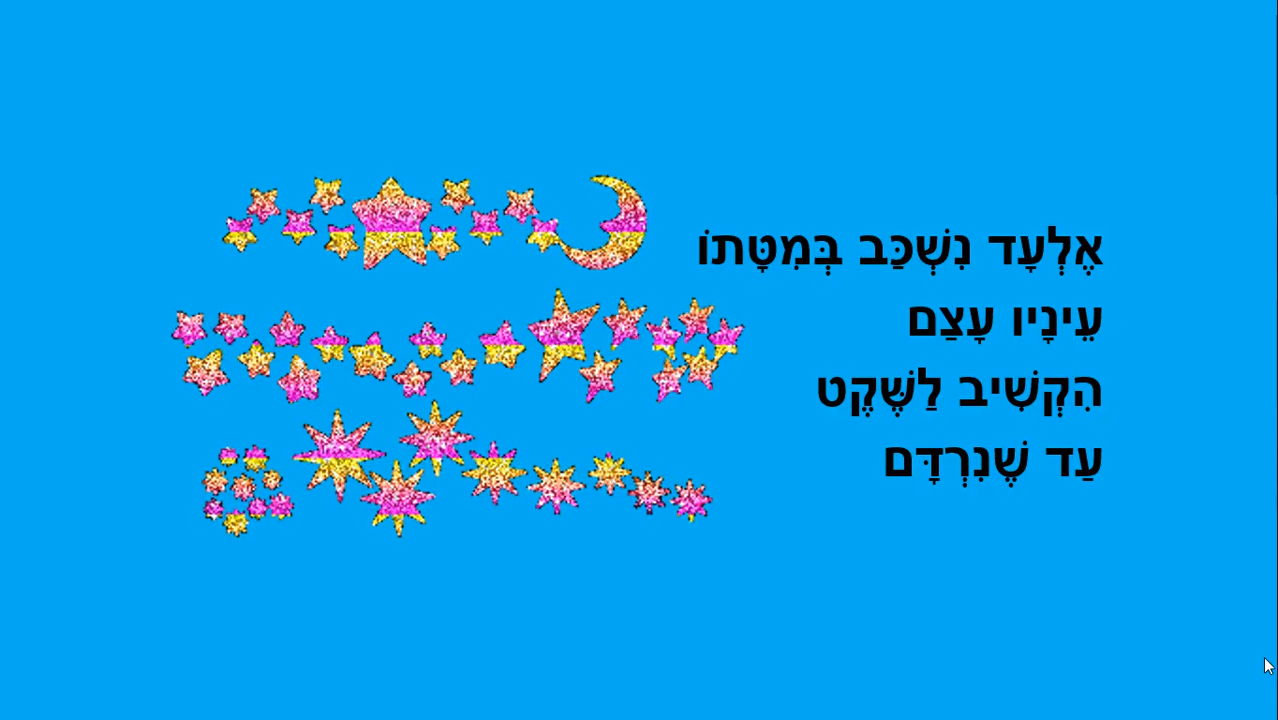 אֶלְעָד נִשְׁכַּב בְּמִטָּתוֹ
עֵינָיו עָצַם
הִקְשִׁיב לַשֶּׁקֶט
עַד שֶׁנִרְדָּם